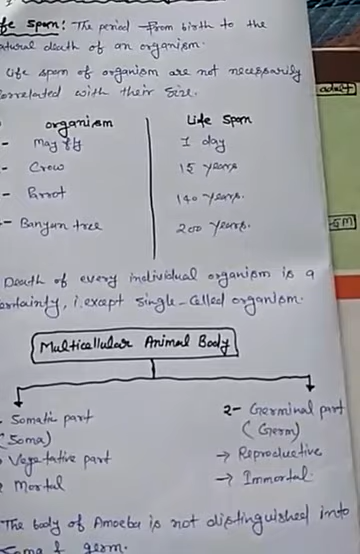 fe span: The period from birth to the
atural death of an organism.
Life span of organism are not necessarily
correlated with their size.
organism Life Span
- May fly 1 day
- Crow 15 years
- Parrot 140 years.
- Banyan tree 200 years.
Death of every individual organism is a
ertainty, i.except single-celled organism.
Multicellular Animal Body
- Somatic part 2- Germinal part
(Soma) (Germ)
→ Vegetative part → Reproductive
→ Mortal → Immortal.
The body of Amoeba is not distinguished into
Soma & germ.